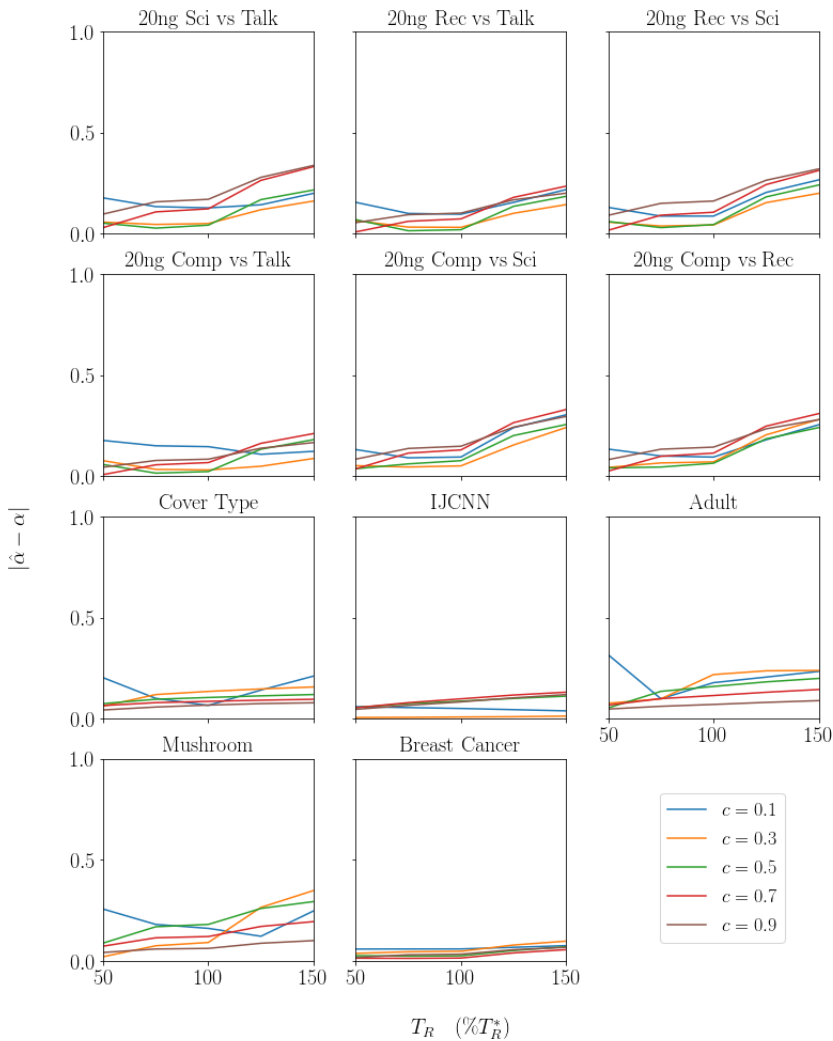 20ng Sci vs Talk 20ng Rec vs Talk 20ng Rec vs Sci
1.0
0.5
0.0
20ng Comp vs Talk 20ng Comp vs Sci 20ng Comp vs Rec
1.0
0.5
0.0
Cover Type IJCNN Adult
1.0
0.5
0.0
50 100 150
|α̂ − α|
Mushroom Breast Cancer
1.0
0.5
0.0
50 100 150 50 100 150
c = 0.1
c = 0.3
c = 0.5
c = 0.7
c = 0.9
T_R (%T_R^*)